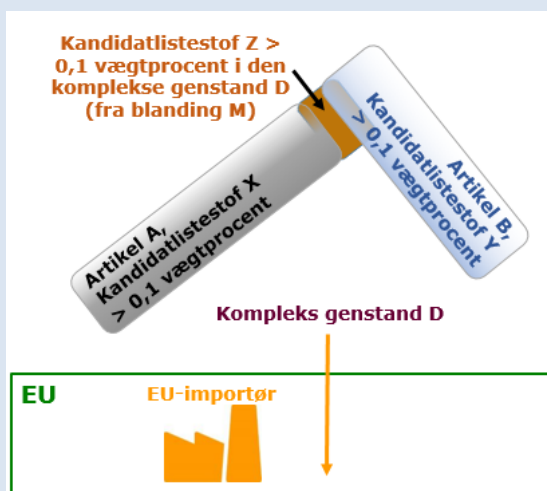 Kandidatlistestof Z >
0,1 vægtprocent i den
komplekse genstand D
(fra blanding M)
Artikel A,
Kandidatlistestof X
> 0,1 vægtprocent
Artikel B,
Kandidatlistestof Y
> 0,1 vægtprocent
Kompleks genstand D
EU
EU-importør